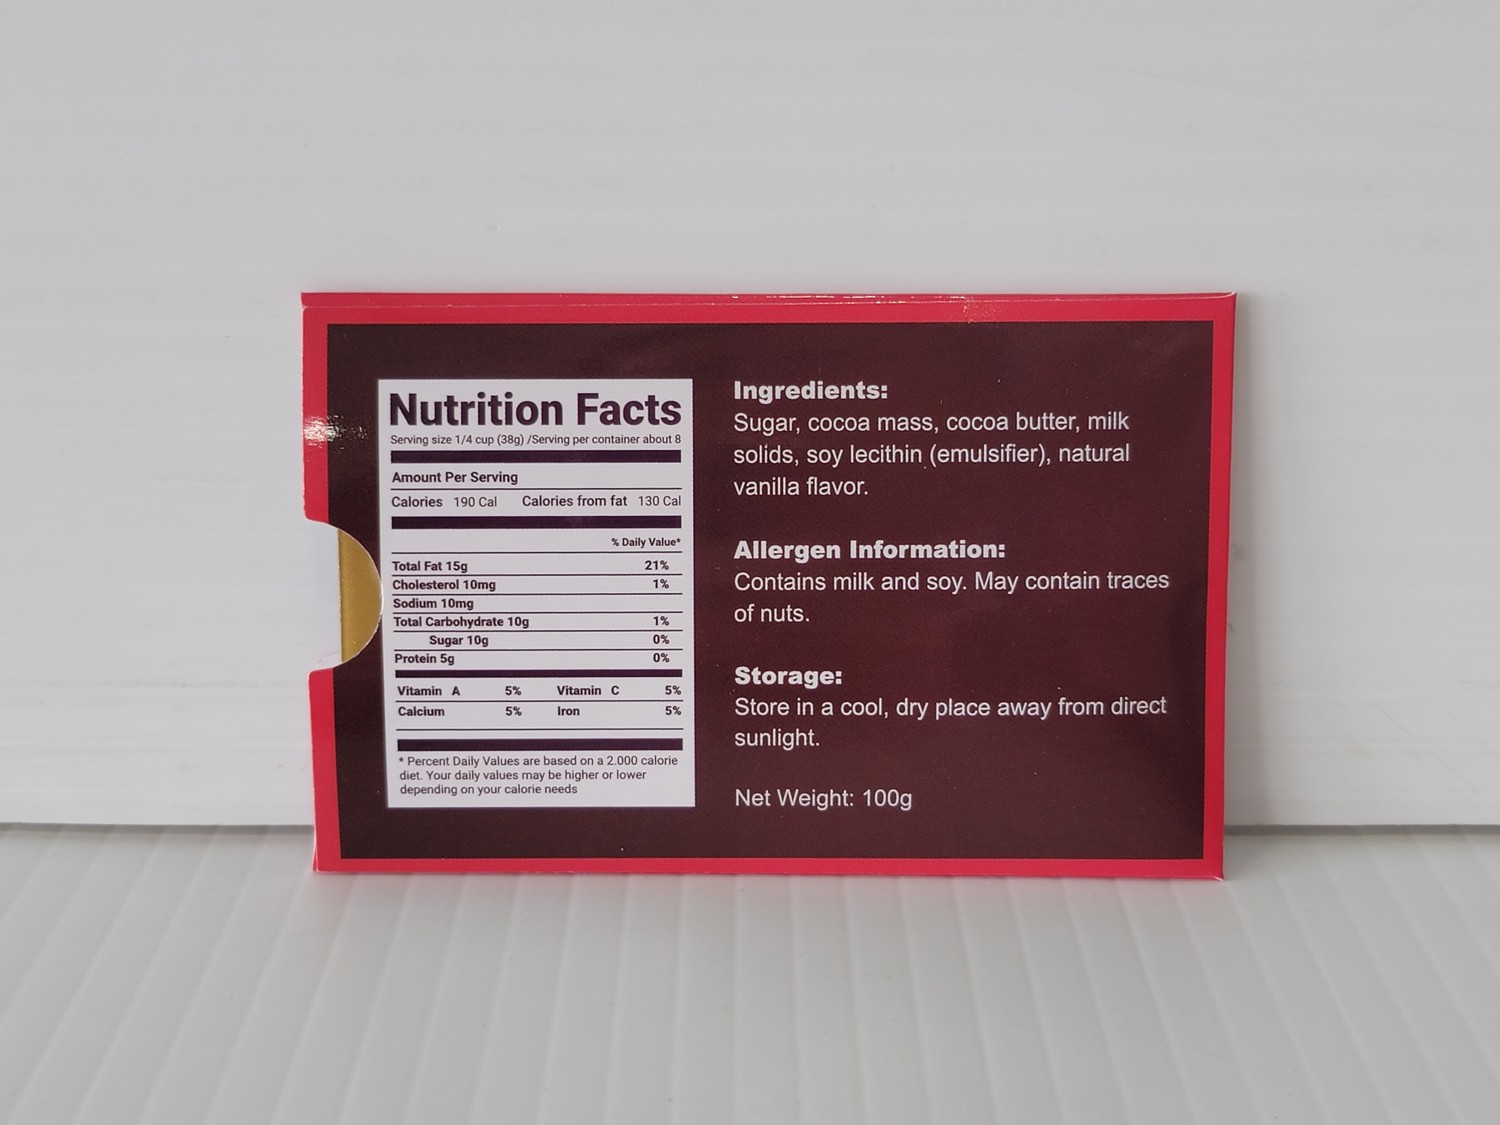 Nutrition Facts
Serving size 1/4 cup (38g) /Serving per container about 8
Amount Per Serving
Calories 190 Cal Calories from fat 130 Cal
% Daily Value*
Total Fat 15g 21%
Cholesterol 10mg 1%
Sodium 10mg
Total Carbohydrate 10g 1%
Sugar 10g 0%
Protein 5g 0%
Vitamin A 5% Vitamin C 5%
Calcium 5% Iron 5%
* Percent Daily Values are based on a 2.000 calorie
diet. Your daily values may be higher or lower
depending on your calorie needs
Ingredients:
Sugar, cocoa mass, cocoa butter, milk
solids, soy lecithin (emulsifier), natural
vanilla flavor.
Allergen Information:
Contains milk and soy. May contain traces
of nuts.
Storage:
Store in a cool, dry place away from direct
sunlight.
Net Weight: 100g